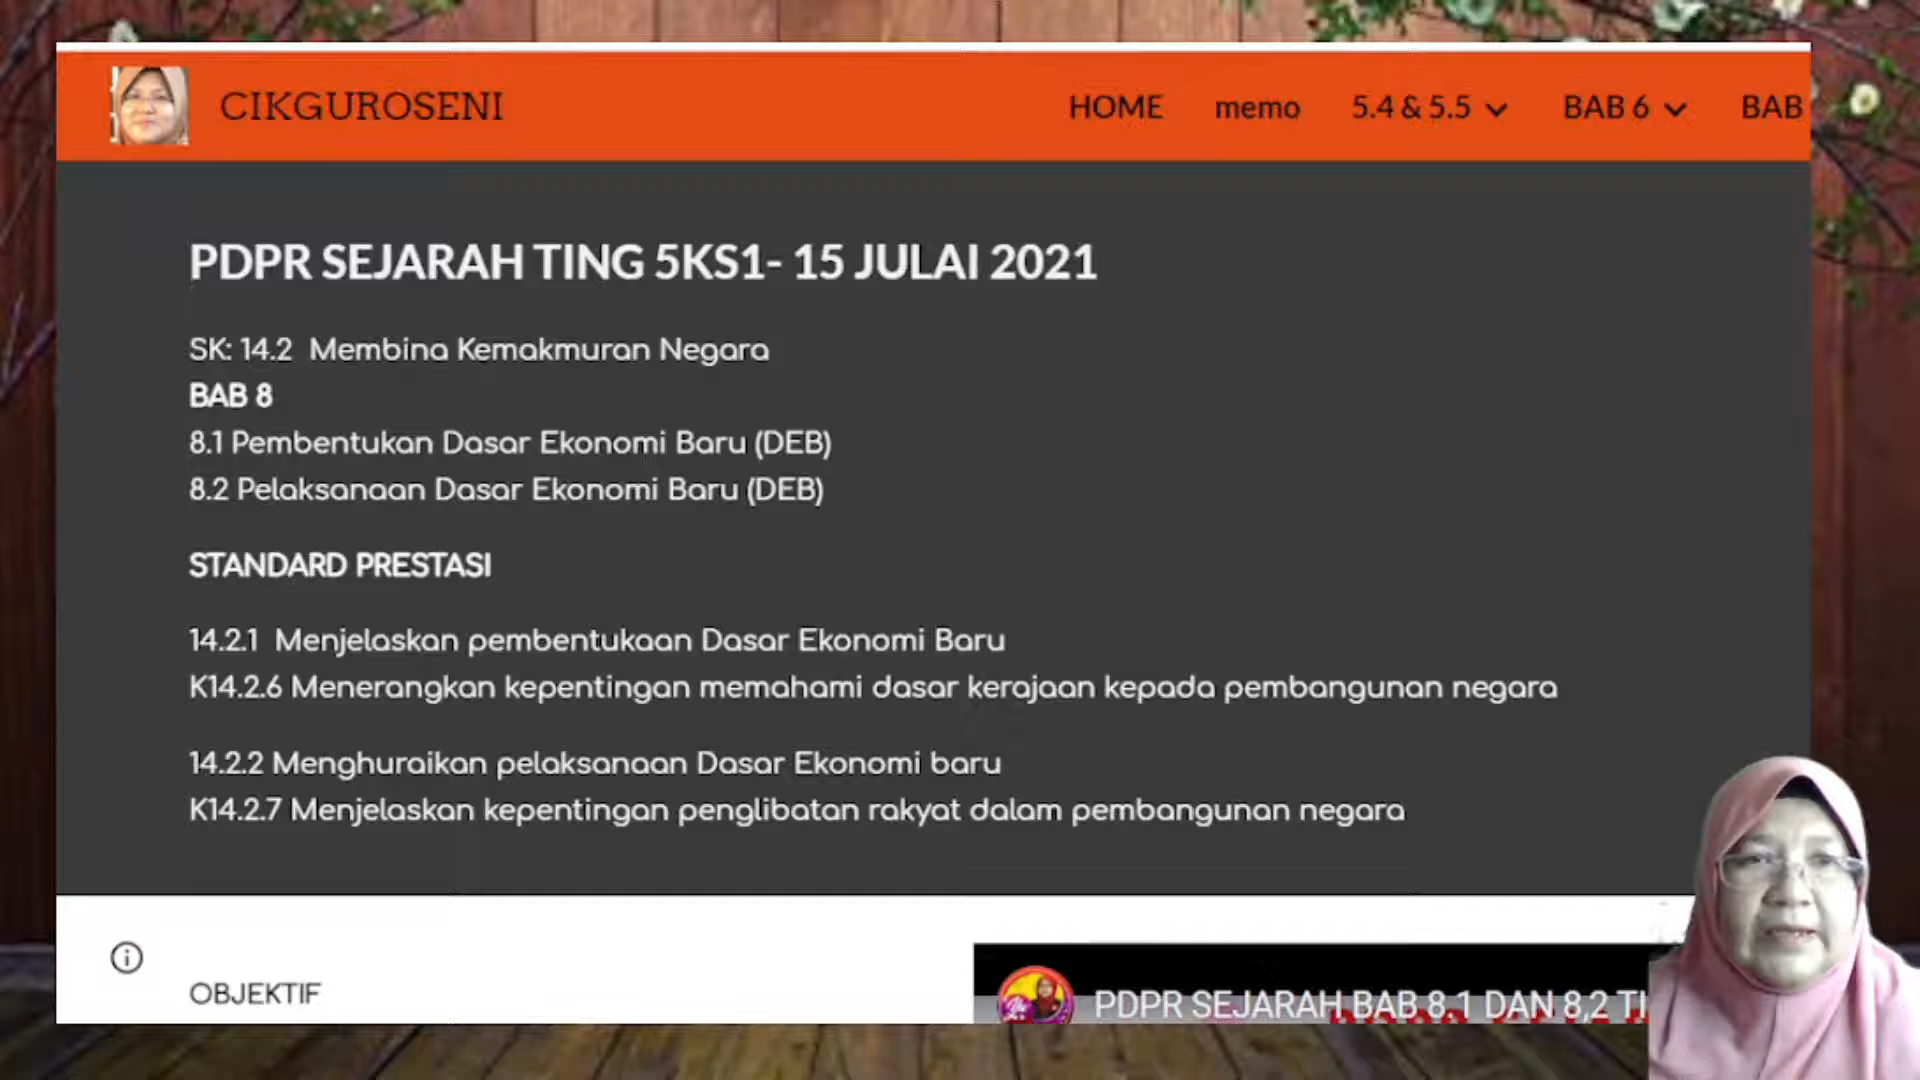 CIKGUROSENI
HOME memo 5.4 & 5.5 BAB 6 BAB
PDPR SEJARAH TING 5KS1- 15 JULAI 2021
SK: 14.2 Membina Kemakmuran Negara
BAB 8
8.1 Pembentukan Dasar Ekonomi Baru (DEB)
8.2 Pelaksanaan Dasar Ekonomi Baru (DEB)
STANDARD PRESTASI
14.2.1 Menjelaskan pembentukaan Dasar Ekonomi Baru
K14.2.6 Menerangkan kepentingan memahami dasar kerajaan kepada pembangunan negara
14.2.2 Menghuraikan pelaksanaan Dasar Ekonomi baru
K14.2.7 Menjelaskan kepentingan penglibatan rakyat dalam pembangunan negara
OBJEKTIF
PDPR SEJARAH BAB 8.1 DAN 8,2 TI